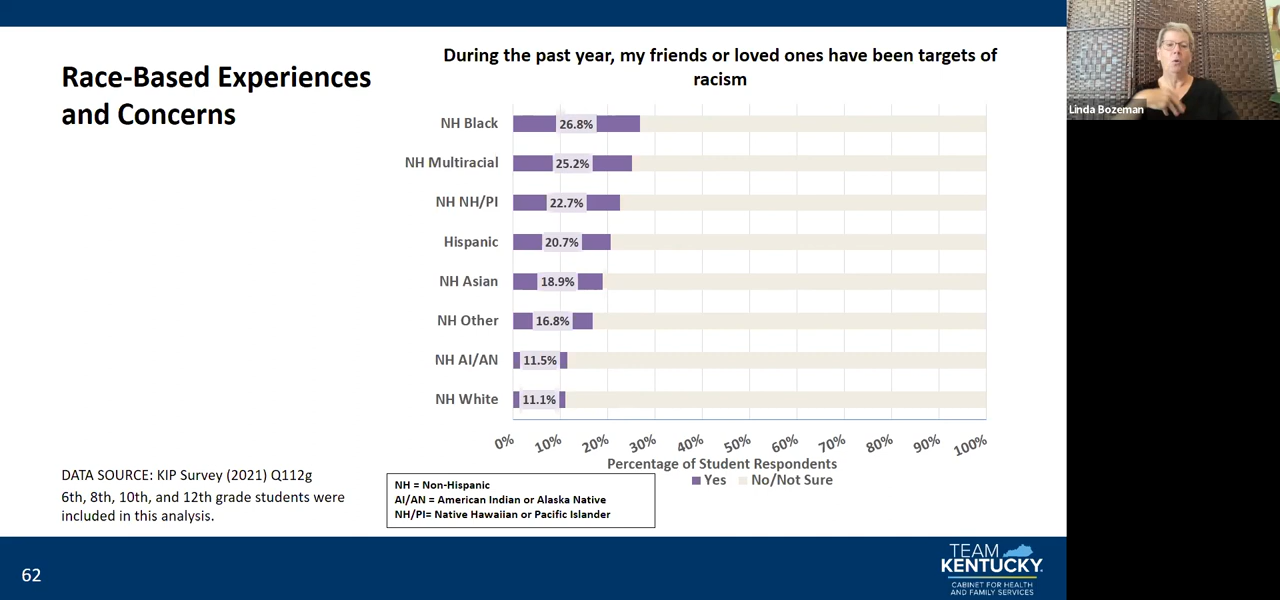 Race-Based Experiences
and Concerns
During the past year, my friends or loved ones have been targets of
racism
NH Black 26.8%
NH Multiracial 25.2%
NH NH/PI 22.7%
Hispanic 20.7%
NH Asian 18.9%
NH Other 16.8%
NH AI/AN 11.5%
NH White 11.1%
0% 10% 20% 30% 40% 50% 60% 70% 80% 90% 100%
Percentage of Student Respondents
Yes No/Not Sure
NH = Non-Hispanic
AI/AN = American Indian or Alaska Native
NH/PI= Native Hawaiian or Pacific Islander
DATA SOURCE: KIP Survey (2021) Q112g
6th, 8th, 10th, and 12th grade students were
included in this analysis.
62
TEAM
KENTUCKY.
CABINET FOR HEALTH
AND FAMILY SERVICES
Linda Bozeman